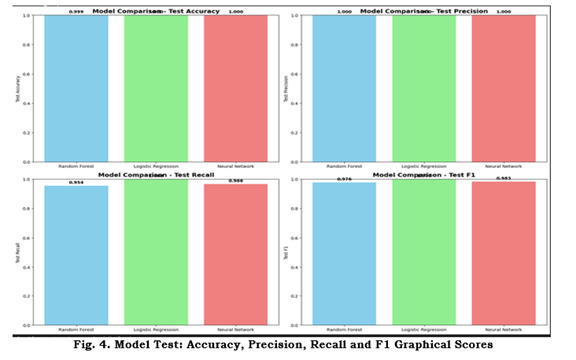 Model Comparison - Test Accuracy
0.999
1.000
Test Accuracy
1.0
0.8
0.6
0.4
0.2
0.0
Random Forest
Logistic Regression
Neural Network
Model Comparison - Test Precision
1.000
1.000
Test Precision
1.0
0.8
0.6
0.4
0.2
0.0
Random Forest
Logistic Regression
Neural Network
Model Comparison - Test Recall
0.954
Test Recall
1.0
0.8
0.6
0.4
0.2
0.0
Random Forest
Logistic Regression
Neural Network
Model Comparison - Test F1
0.976
0.983
Test F1
1.0
0.8
0.6
0.4
0.2
0.0
Random Forest
Logistic Regression
Neural Network
Fig. 4. Model Test: Accuracy, Precision, Recall and F1 Graphical Scores